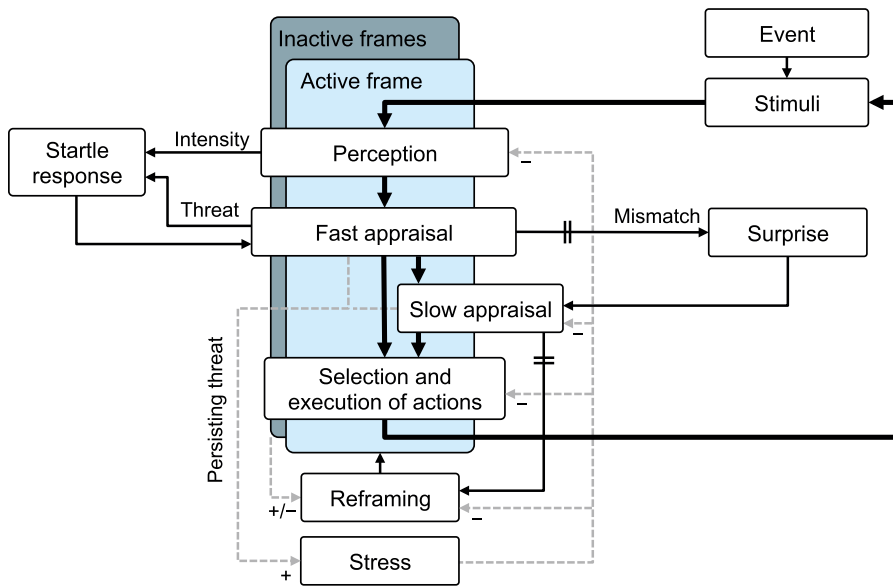 Inactive frames
Event
Active frame
Stimuli
Intensity
Startle
response
Perception
–
Threat
Fast appraisal
Mismatch
Surprise
Slow appraisal
–
Persisting threat
Selection and
execution of actions
–
Reframing
+/–
–
Stress
+